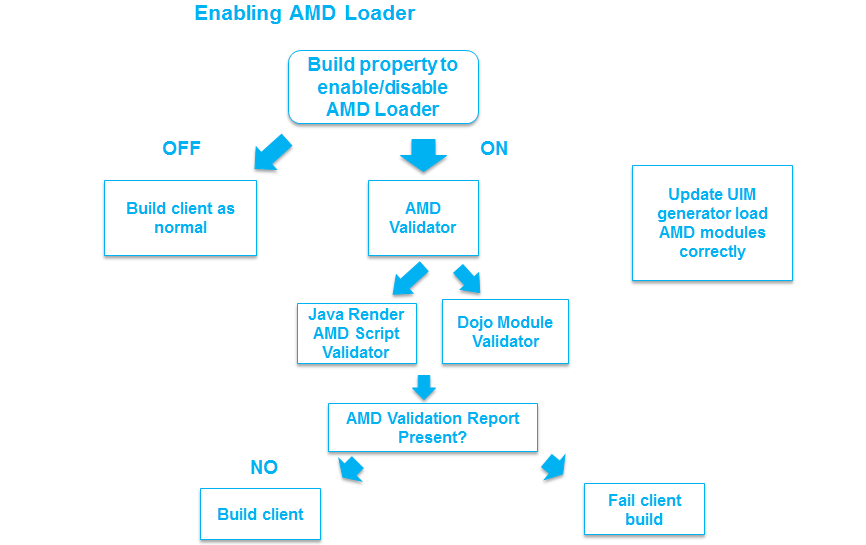 Enabling AMD Loader
Build property to
enable/disable
AMD Loader
OFF
ON
Build client as
normal
AMD
Validator
Update UIM
generator load
AMD modules
correctly
Java Render
AMD Script
Validator
Dojo Module
Validator
AMD Validation Report
Present?
NO
Build client
Fail client
build